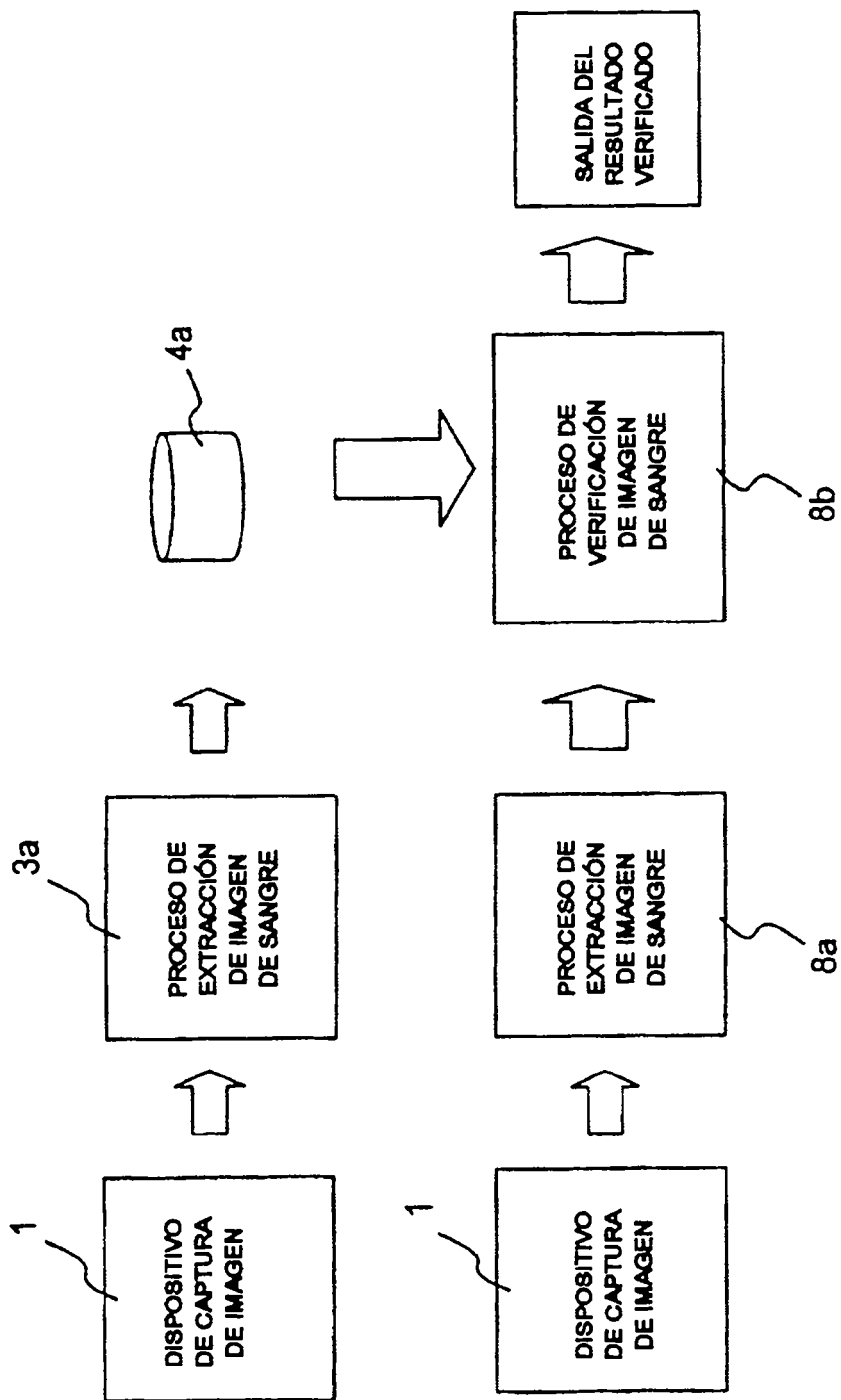 1
DISPOSITIVO
DE CAPTURA
DE IMAGEN
3a
PROCESO DE
EXTRACCIÓN
DE IMAGEN
DE SANGRE
4a
1
DISPOSITIVO
DE CAPTURA
DE IMAGEN
PROCESO DE
EXTRACCIÓN
DE IMAGEN
DE SANGRE
8a
PROCESO DE
VERIFICACIÓN
DE IMAGEN
DE SANGRE
8b
SALIDA DEL
RESULTADO
VERIFICADO